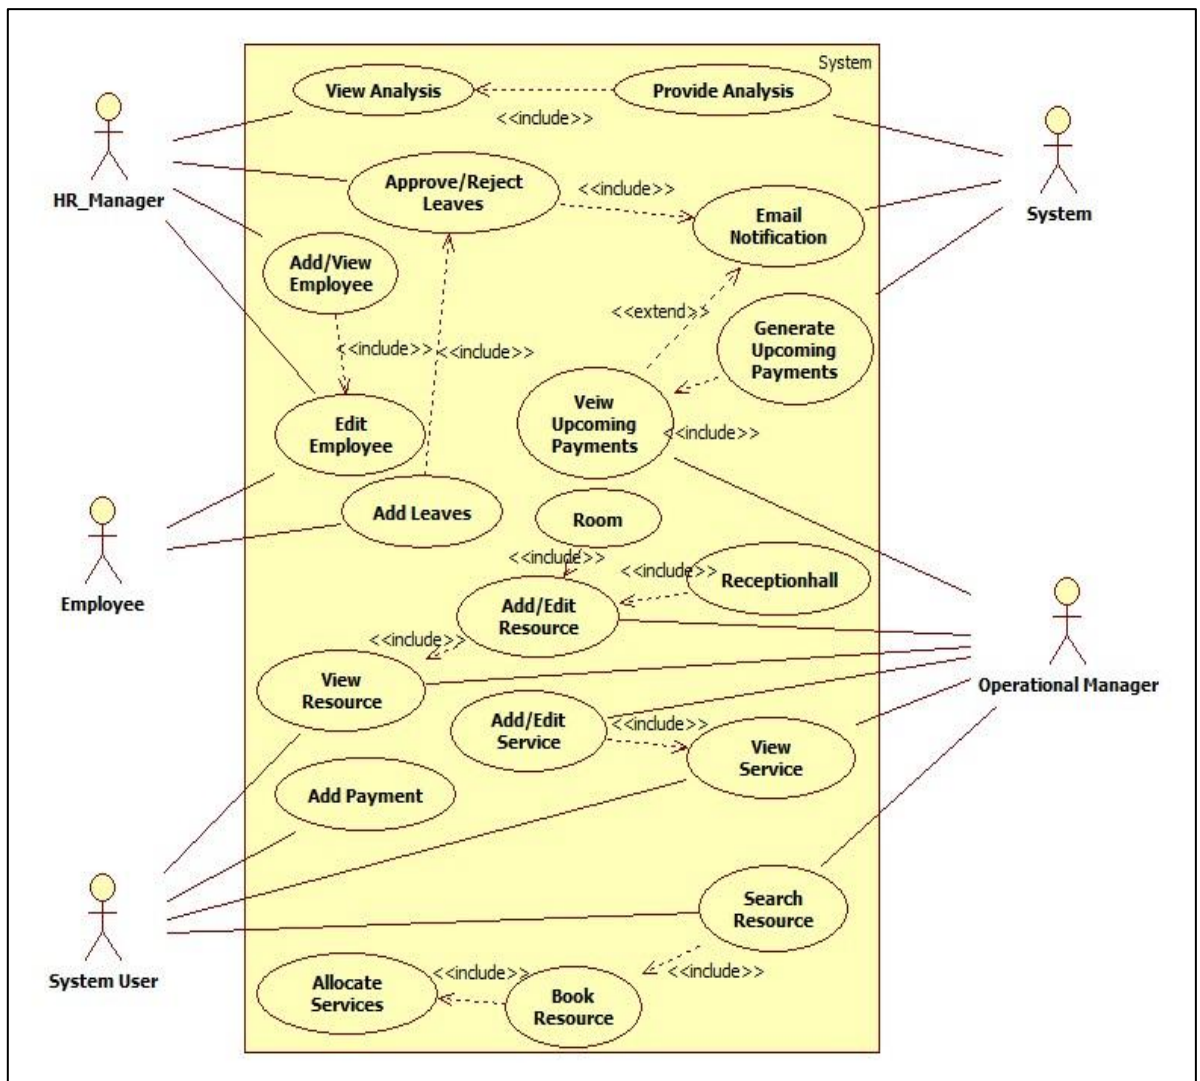 System
View Analysis
Provide Analysis
<<include>>
HR_Manager
Approve/Reject
Leaves
<<include>>
Email
Notification
System
Add/View
Employee
<<extend>>
Generate
Upcoming
Payments
<<include>>
<<include>>
Veiw
Upcoming
Payments
<<include>>
Edit
Employee
Add Leaves
Employee
Room
<<include>>
<<include>>
Receptionhall
Add/Edit
Resource
<<include>>
View
Resource
Operational Manager
Add/Edit
Service
<<include>>
View
Service
Add Payment
System User
Search
Resource
<<include>>
<<include>>
Allocate
Services
Book
Resource